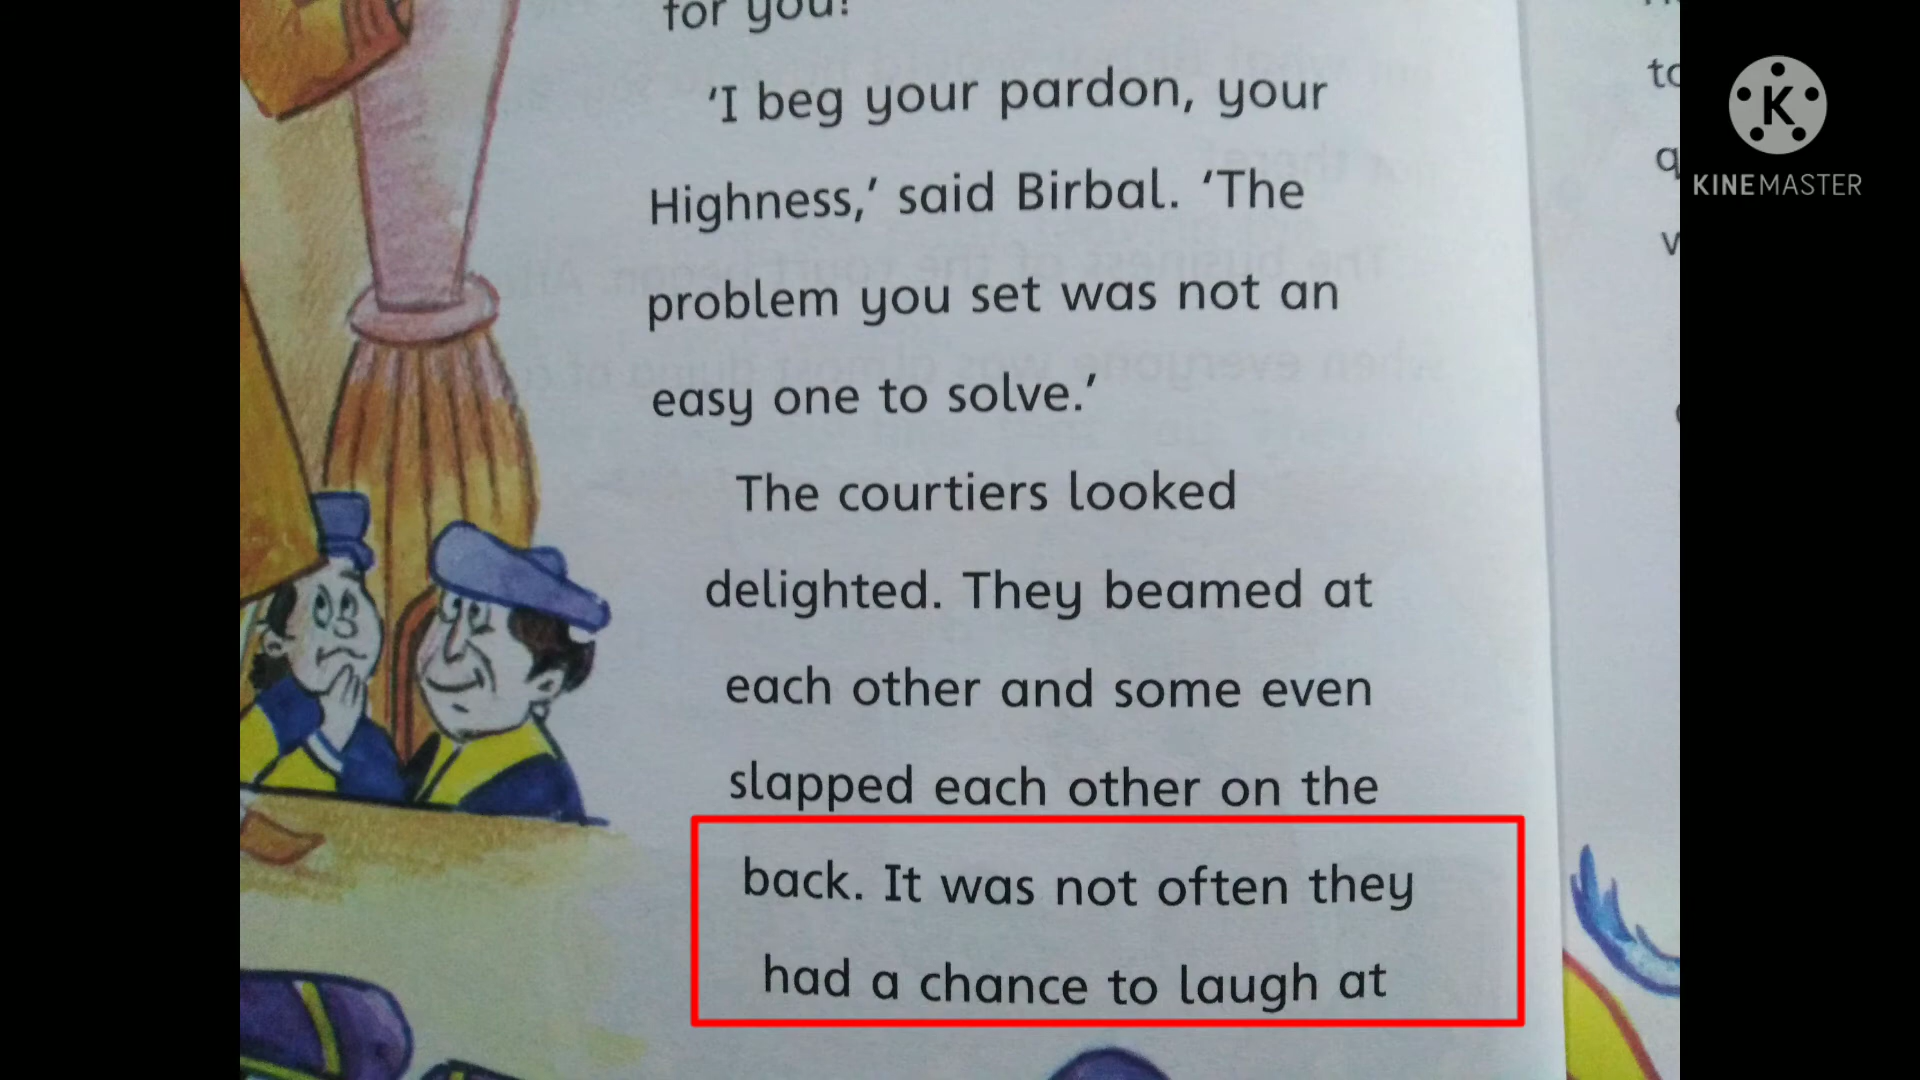 for you!
'I beg your pardon, your
Highness,' said Birbal. 'The
problem you set was not an
easy one to solve.'
The courtiers looked
delighted. They beamed at
each other and some even
slapped each other on the
back. It was not often they
had a chance to laugh at
KINEMASTER